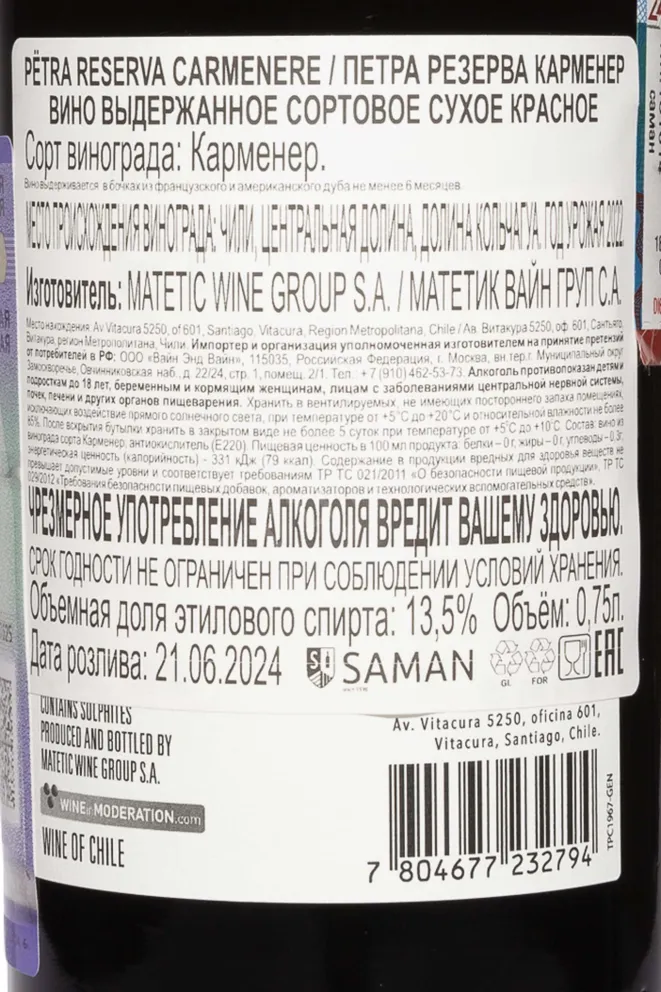 PËTRA RESERVA CARMENERE / ПЕТРА РЕЗЕРВА КАРМЕНЕР
ВИНО ВЫДЕРЖАННОЕ СОРТОВОЕ СУХОЕ КРАСНОЕ
Сорт винограда: Карменер.
Вино выдерживается в бочках из французского и американского дуба не менее 6 месяцев.
МЕСТО ПРОИСХОЖДЕНИЯ ВИНОГРАДА: ЧИЛИ, ЦЕНТРАЛЬНАЯ ДОЛИНА, ДОЛИНА КОЛЬЧАГУА. ГОД УРОЖАЯ 2022.
Изготовитель: MATETIC WINE GROUP S.A. / МАТЕТИК ВАЙН ГРУП С.А.
Место нахождения: Av Vitacura 5250, of 601, Santiago, Vitacura, Region Metropolitana, Chile / Ав. Витакура 5250, оф. 601, Сантьяго,
Витакура, регион Метрополитана, Чили. Импортер и организация уполномоченная изготовителем на принятие претензий
от потребителей в РФ: ООО «Вайн Энд Вайн», 115035, Российская Федерация, г. Москва, вн.тер.г. Муниципальный округ
Замоскворечье, Овчинниковская наб., д. 22/24, стр. 1, помещ. 2/1. Тел.: +7 (910) 462-53-73. Алкоголь противопоказан детям и
подросткам до 18 лет, беременным и кормящим женщинам, лицам с заболеваниями центральной нервной системы,
почек, печени и других органов пищеварения. Хранить в вентилируемых, не имеющих постороннего запаха помещениях,
исключающих воздействие прямого солнечного света, при температуре от +5°С до +20°С и относительной влажности не более
85%. После вскрытия бутылки хранить в закрытом виде не более 5 суток при температуре от +5°С до +10°С. Состав: вино из
винограда сорта Карменер, антиокислитель (Е220). Пищевая ценность в 100 мл продукта: белки – 0 г, жиры – 0 г, углеводы – 0,3г,
энергетическая ценность (калорийность) - 331 кДж (79 ккал). Содержание в продукции вредных для здоровья веществ не
превышает допустимые уровни и соответствует требованиям ТР ТС 021/2011 «О безопасности пищевой продукции», ТР ТС
029/2012 «Требования безопасности пищевых добавок, ароматизаторов и технологических вспомогательных средств».
ЧРЕЗМЕРНОЕ УПОТРЕБЛЕНИЕ АЛКОГОЛЯ ВРЕДИТ ВАШЕМУ ЗДОРОВЬЮ.
СРОК ГОДНОСТИ НЕ ОГРАНИЧЕН ПРИ СОБЛЮДЕНИИ УСЛОВИЙ ХРАНЕНИЯ.
Объемная доля этилового спирта: 13,5% Объём: 0,75л.
Дата розлива: 21.06.2024 SAMAN GL FOR EAC
CONTAINS SULPHITES
PRODUCED AND BOTTLED BY
MATETIC WINE GROUP S.A.
WINE in MODERATION.com
WINE OF CHILE
Av. Vitacura 5250, oficina 601,
Vitacura, Santiago, Chile.
TPC1967-GEN
7 804677 232794